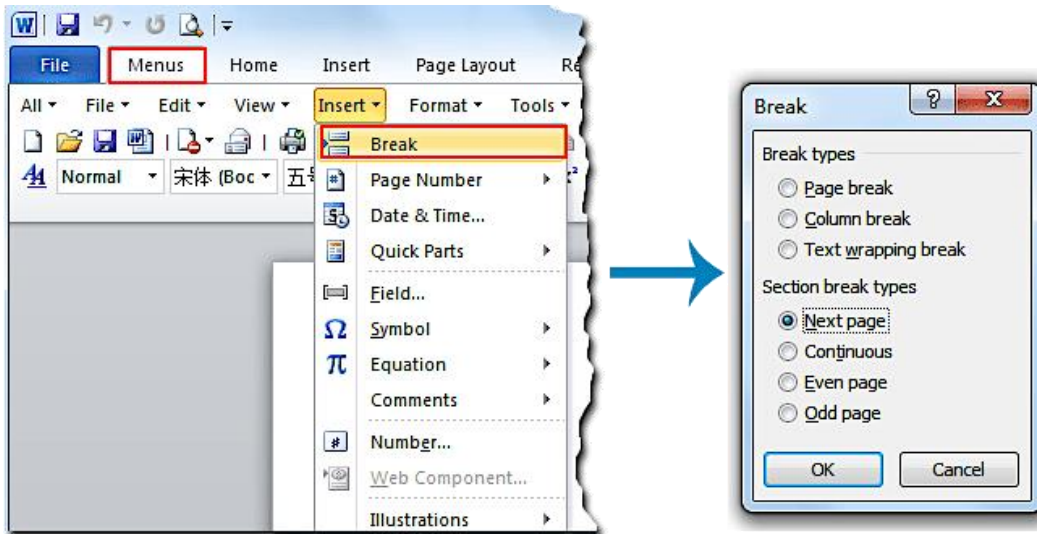 File Menus Home Insert Page Layout
All File Edit View Insert Format Tools
Break
Normal 宋体 (Boc
Page Number
Date & Time...
Quick Parts
Field...
Symbol
Equation
Comments
Number...
Web Component...
Illustrations
Break
Break types
Page break
Column break
Text wrapping break
Section break types
Next page
Continuous
Even page
Odd page
OK Cancel